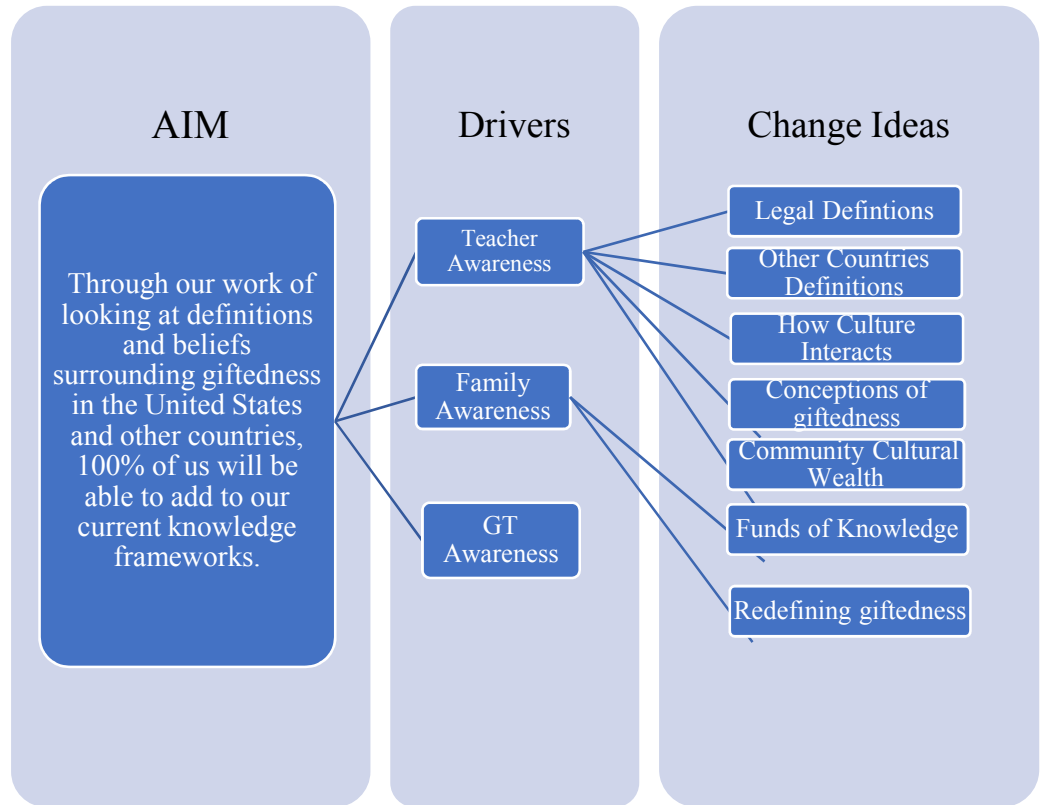 AIM
Through our work of
looking at definitions
and beliefs
surrounding giftedness
in the United States
and other countries,
100% of us will be
able to add to our
current knowledge
frameworks.
Drivers
Teacher
Awareness
Family
Awareness
GT
Awareness
Change Ideas
Legal Defintions
Other Countries
Definitions
How Culture
Interacts
Conceptions of
giftedness
Community Cultural
Wealth
Funds of Knowledge
Redefining giftedness